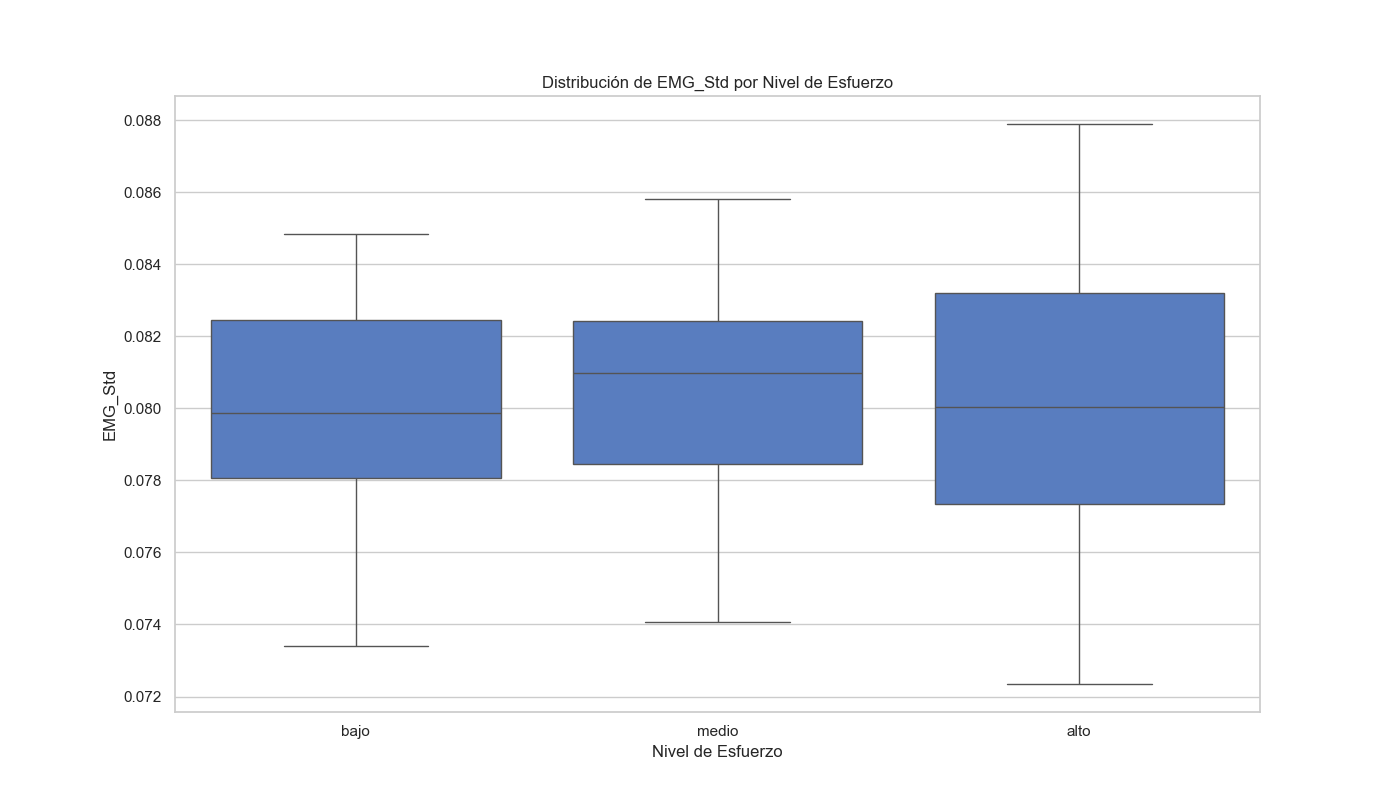 Distribución de EMG_Std por Nivel de Esfuerzo
0.088
0.086
0.084
0.082
0.080
0.078
0.076
0.074
0.072
EMG_Std
bajo
medio
alto
Nivel de Esfuerzo